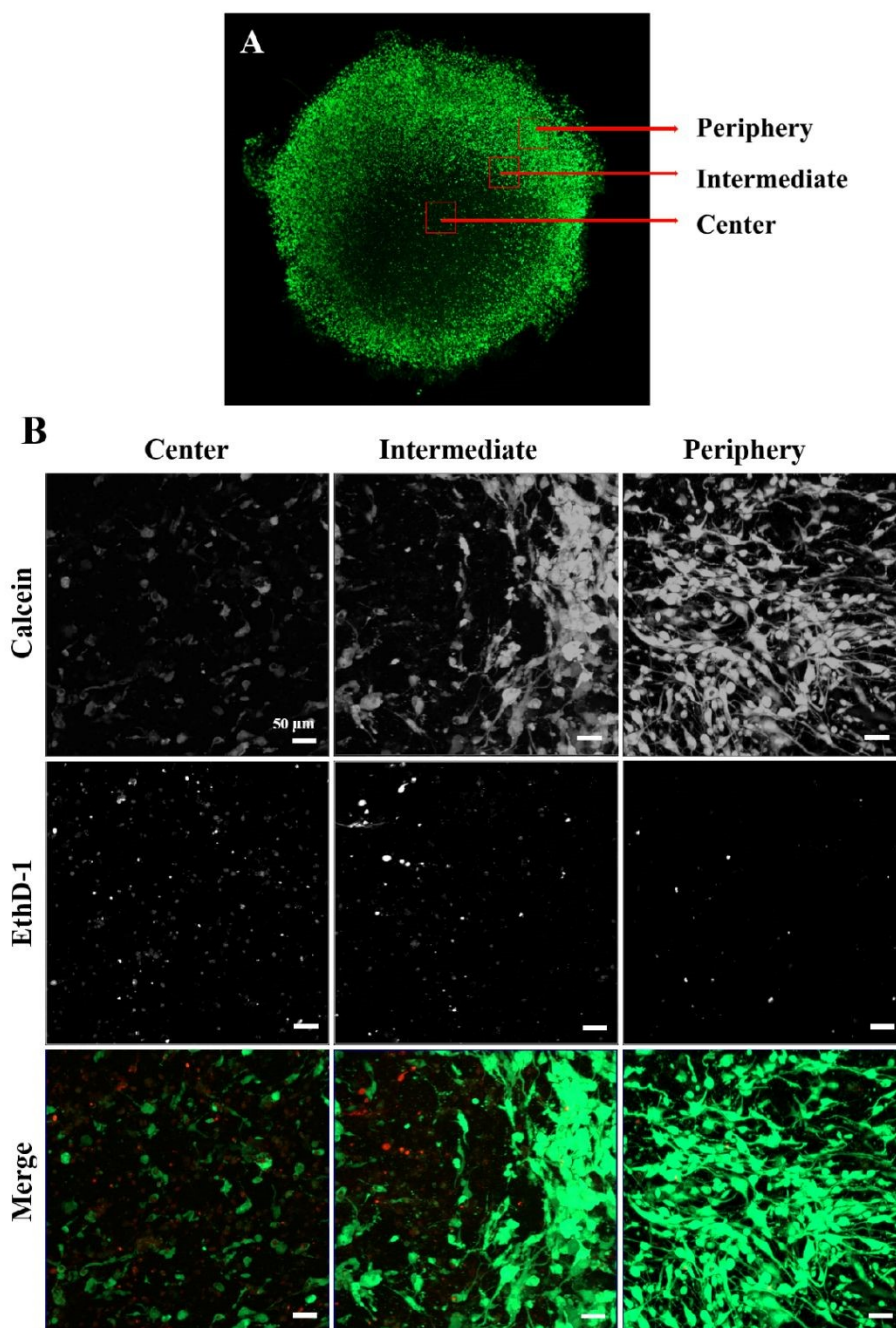 A
Periphery
Intermediate
Center
B
Center Intermediate Periphery
Calcein
50 µm
EthD-1
Merge